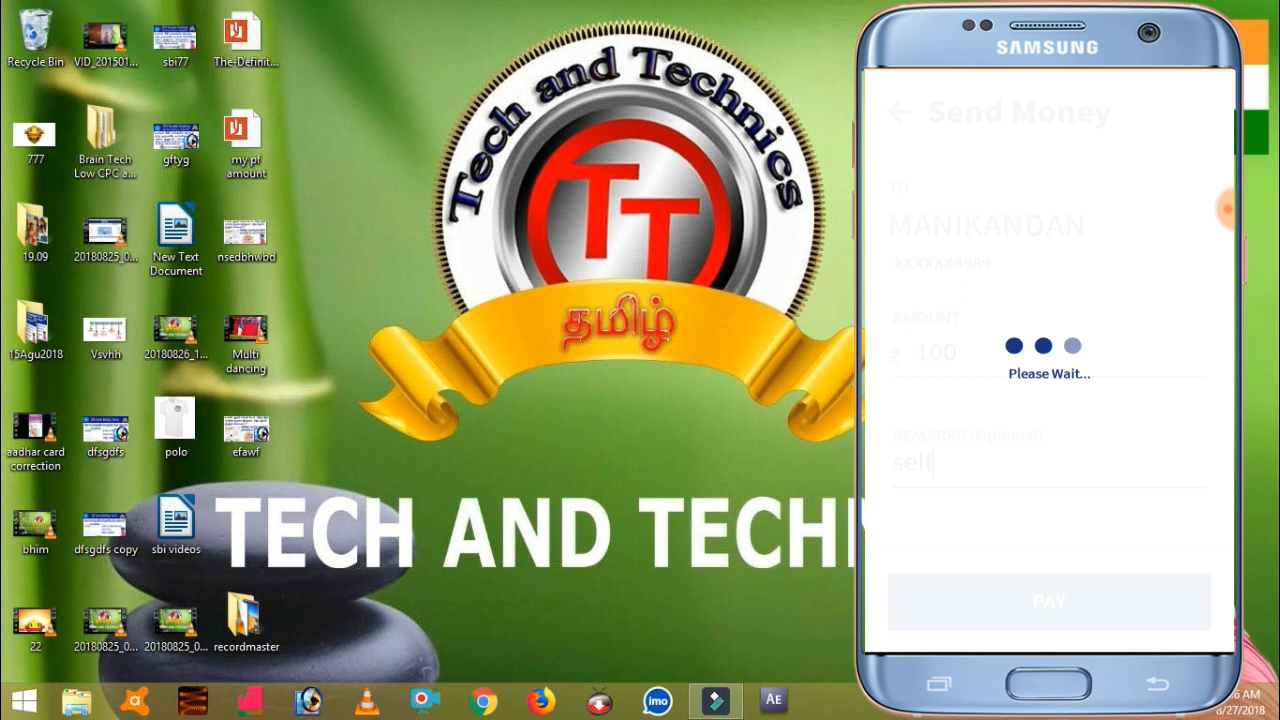 Recycle Bin
VID_201501...
sbi77
The-Definit...
777
Brain Tech
Low CPC a...
gftyg
my pf
amount
19.09
20180825_0...
New Text
Document
nsedbhwbd
15Agu2018
Vsvhh
20180826_1...
Multi
dancing
aadhar card
correction
dfsgdfs
polo
efawf
bhim
dfsgdfs copy
sbi videos
22
20180825_0...
20180825_0...
recordmaster
Tech and Technics
TT
தமிழ்
TECH AND TECH
SAMSUNG
Send Money
TO
MANIKANDAN
XXXXXX4989
AMOUNT
₹ 100
Please Wait...
REMARKS (Optional)
self
PAY
imo
AE
6 AM
8/27/2018